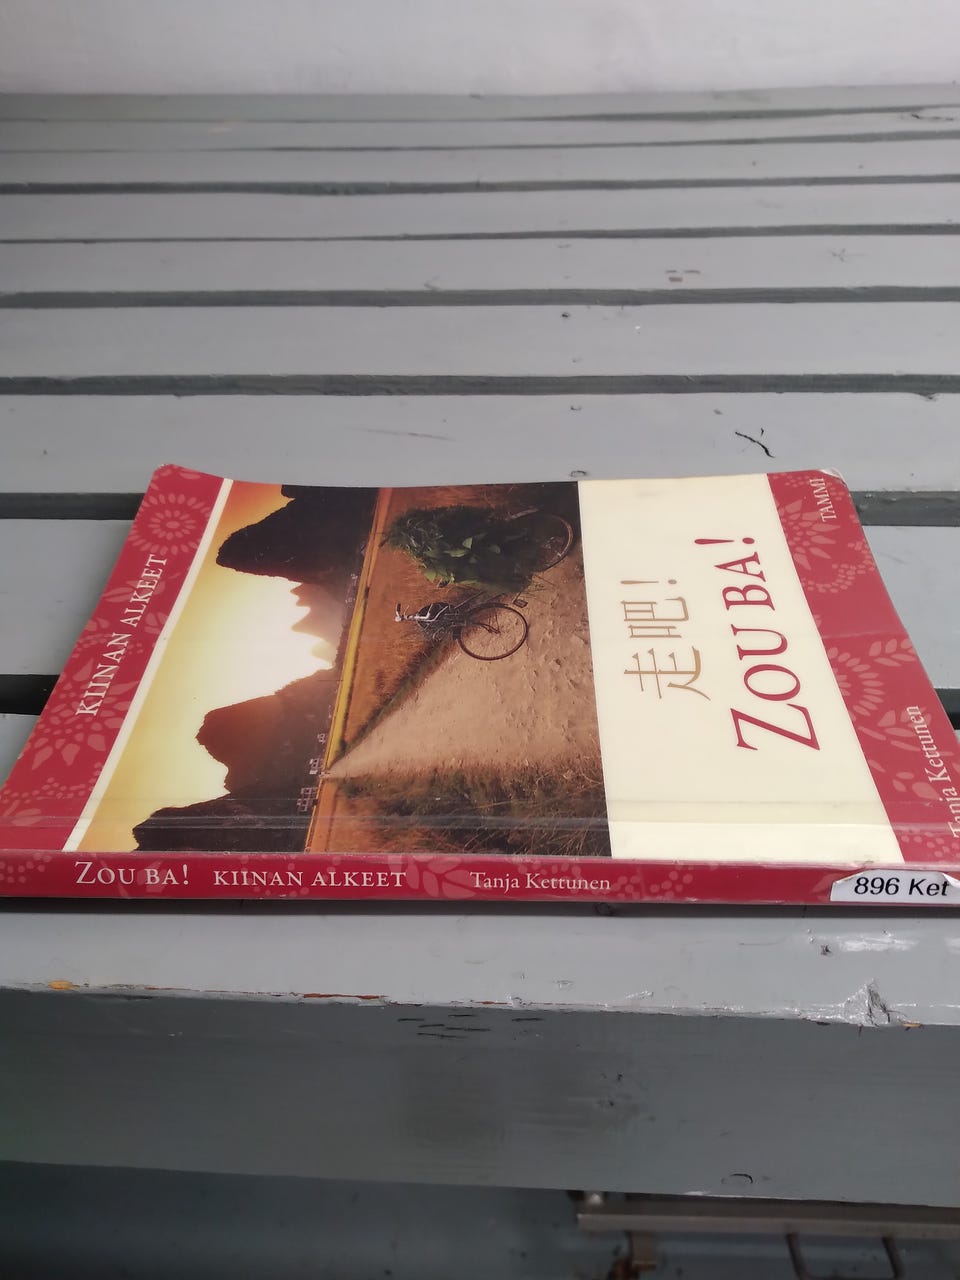 Tanja Kettunen
TAMMI
ZOU BA!
走吧!
KIINAN ALKEET
ZOU BA! KIINAN ALKEET Tanja Kettunen
896 Ket